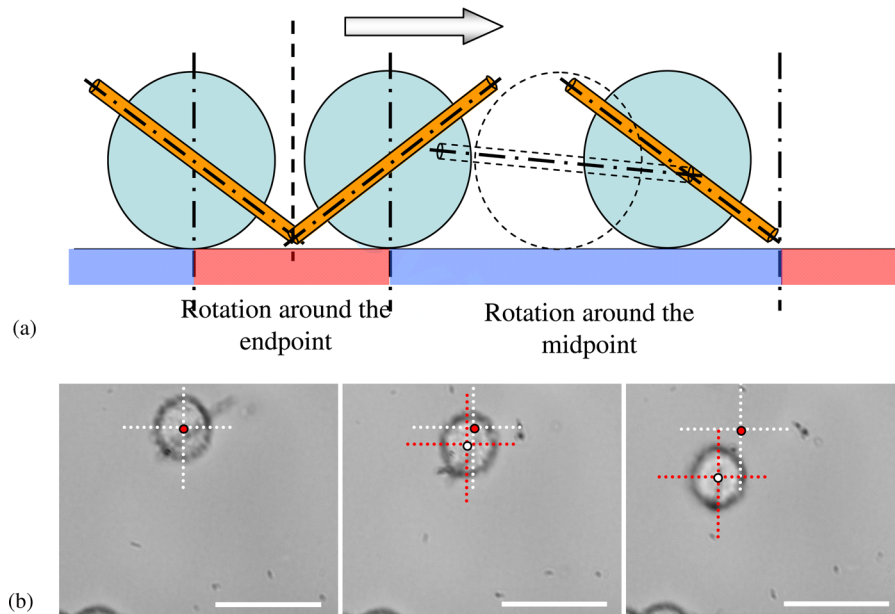 Rotation around the
endpoint
Rotation around the
midpoint
(a)
(b)